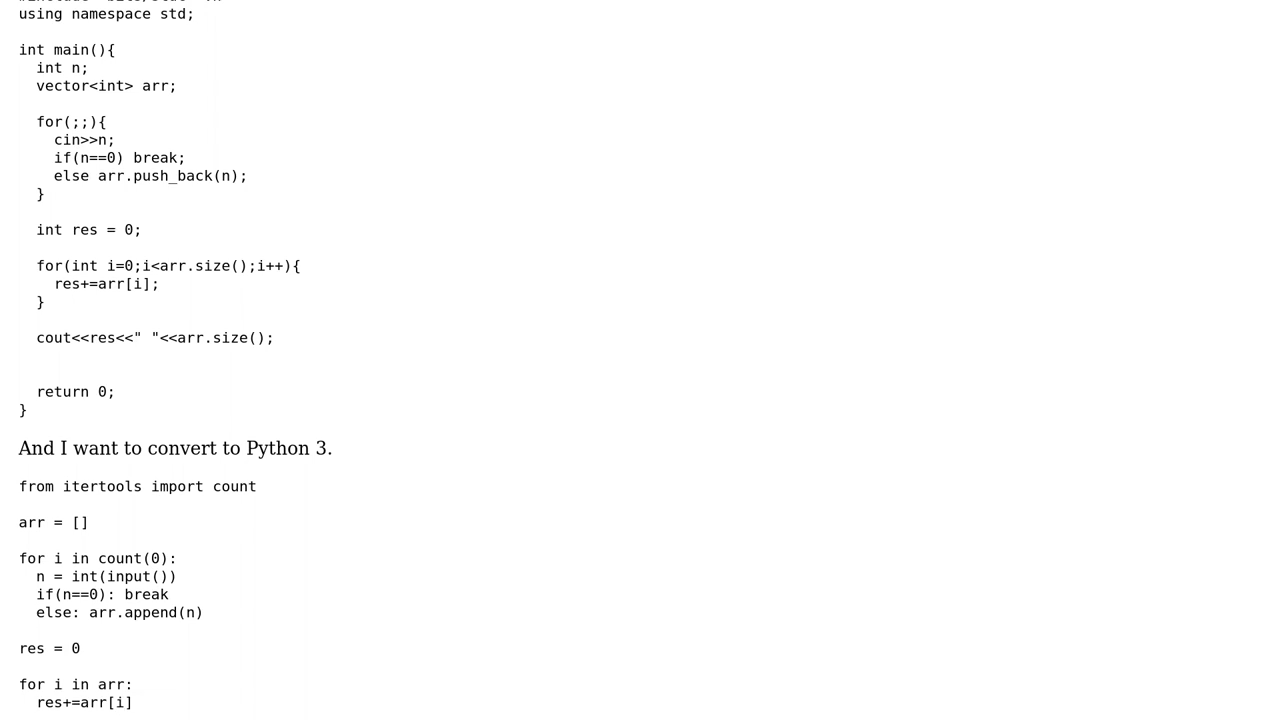 using namespace std;
int main(){
int n;
vector<int> arr;
for(;;){
cin>>n;
if(n==0) break;
else arr.push_back(n);
}
int res = 0;
for(int i=0;i<arr.size();i++){
res+=arr[i];
}
cout<<res<<" "<<arr.size();
return 0;
}
And I want to convert to Python 3.
from itertools import count
arr = []
for i in count(0):
n = int(input())
if(n==0): break
else: arr.append(n)
res = 0
for i in arr:
res+=arr[i]